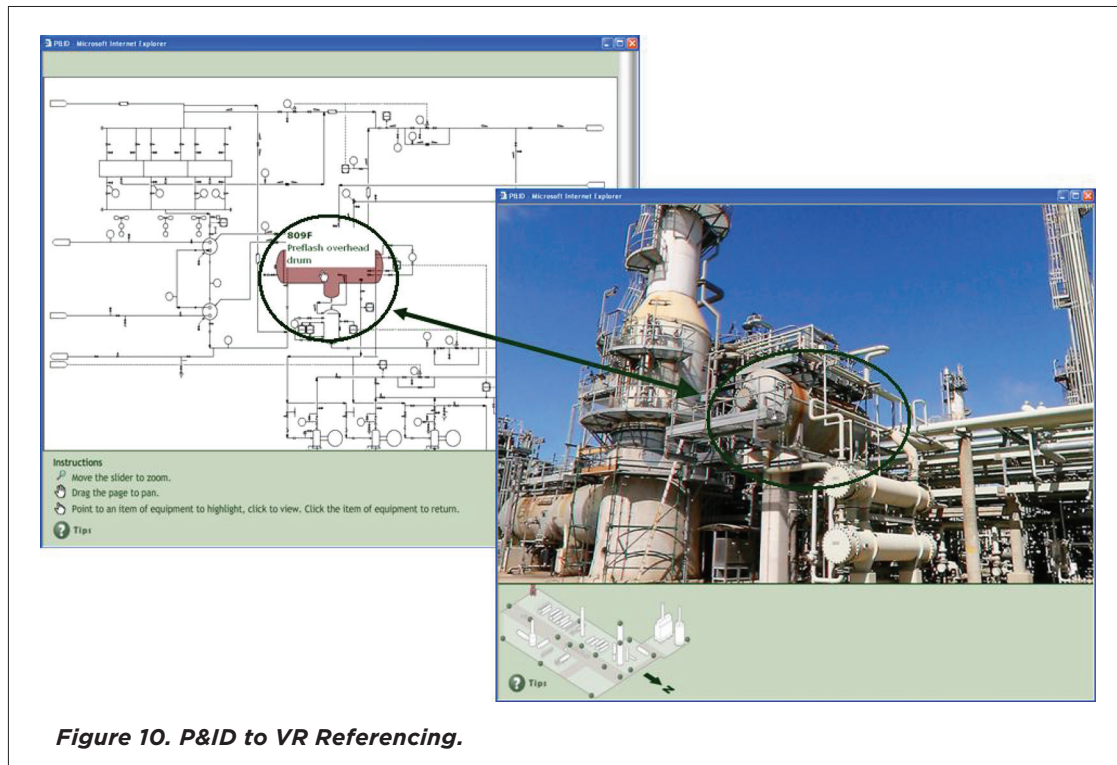 P&ID - Microsoft Internet Explorer
809F
Preflash overhead
drum
Instructions
Move the slider to zoom.
Drag the page to pan.
Point to an item of equipment to highlight, click to view. Click the item of equipment to return.
? Tips
P&ID - Microsoft Internet Explorer
? Tips
N
Figure 10. P&ID to VR Referencing.